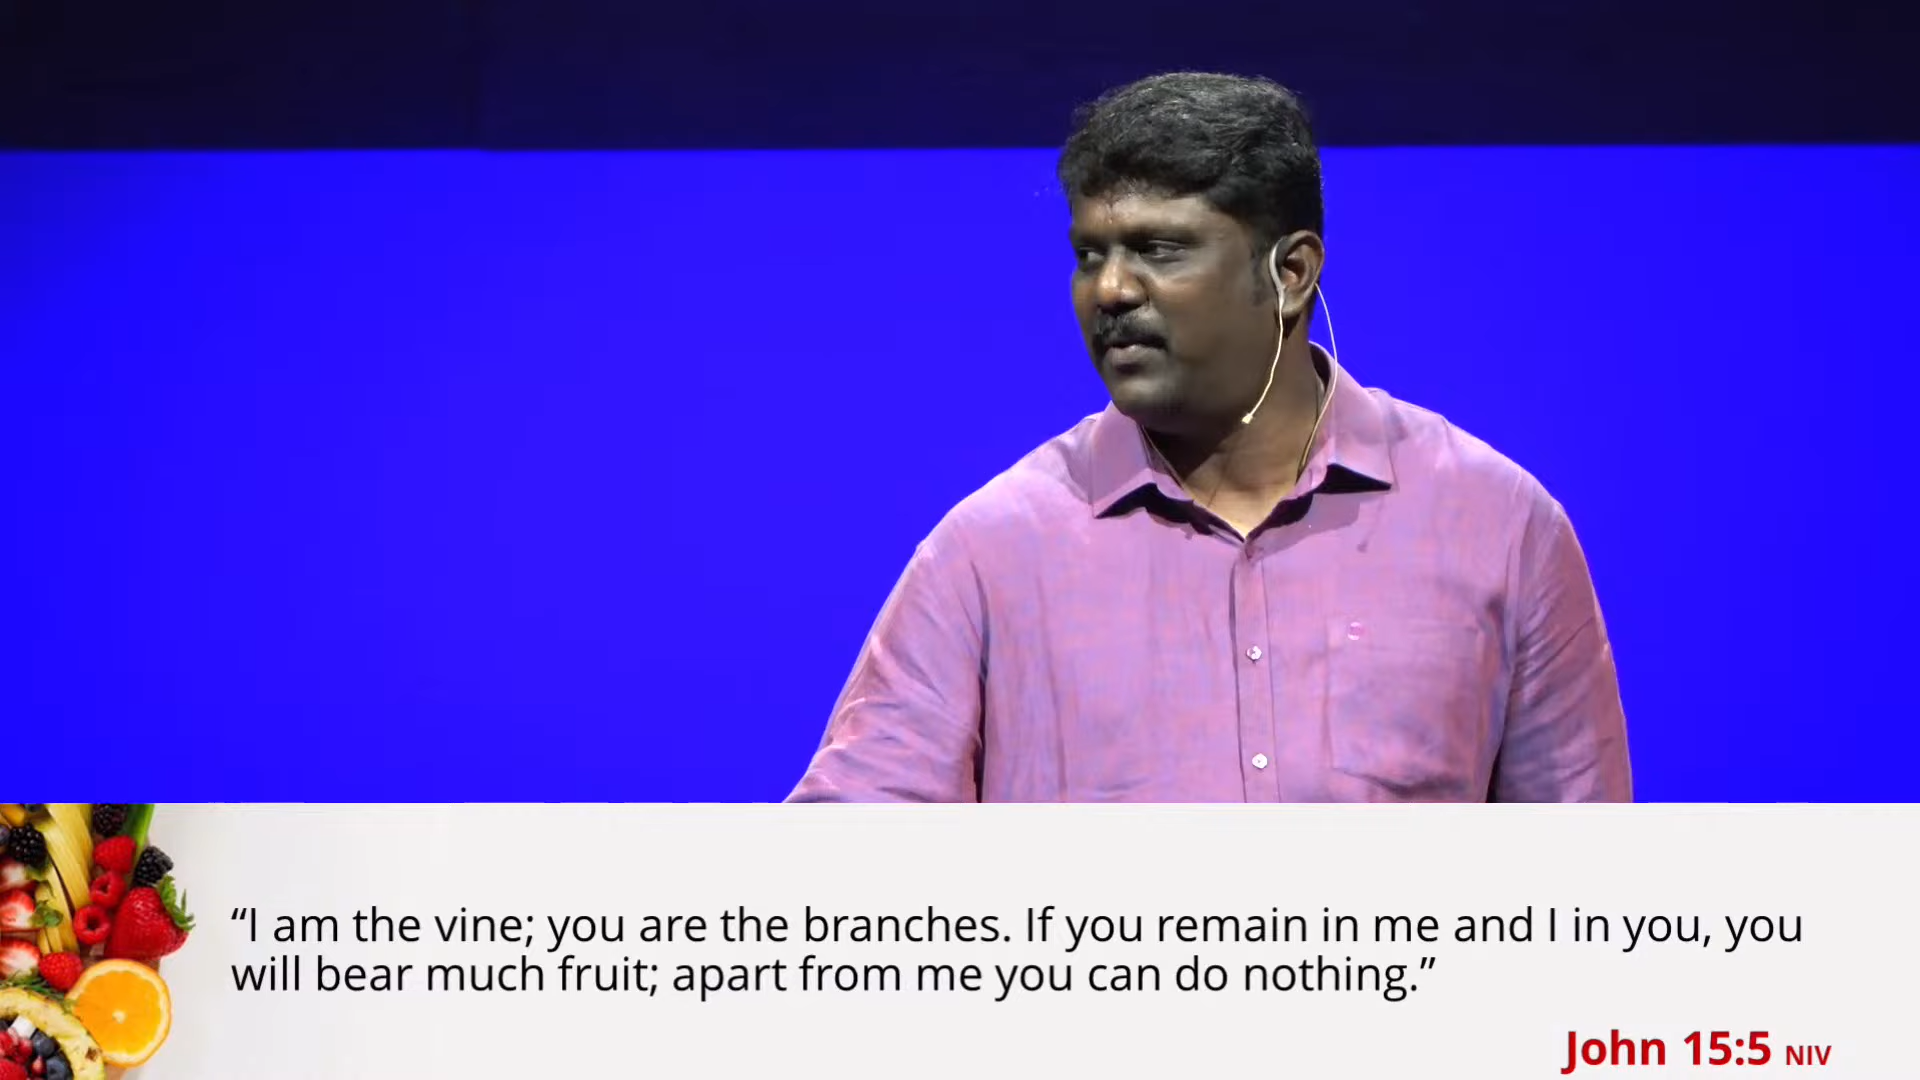 “I am the vine; you are the branches. If you remain in me and I in you, you
will bear much fruit; apart from me you can do nothing.”
John 15:5 NIV